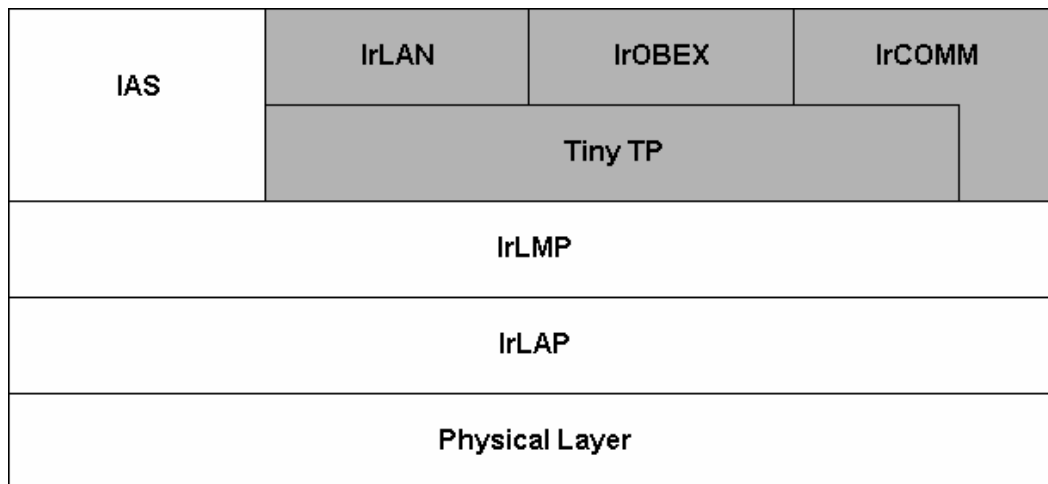 IrLAN
IrOBEX
IrCOMM
IAS
Tiny TP
IrLMP
IrLAP
Physical Layer